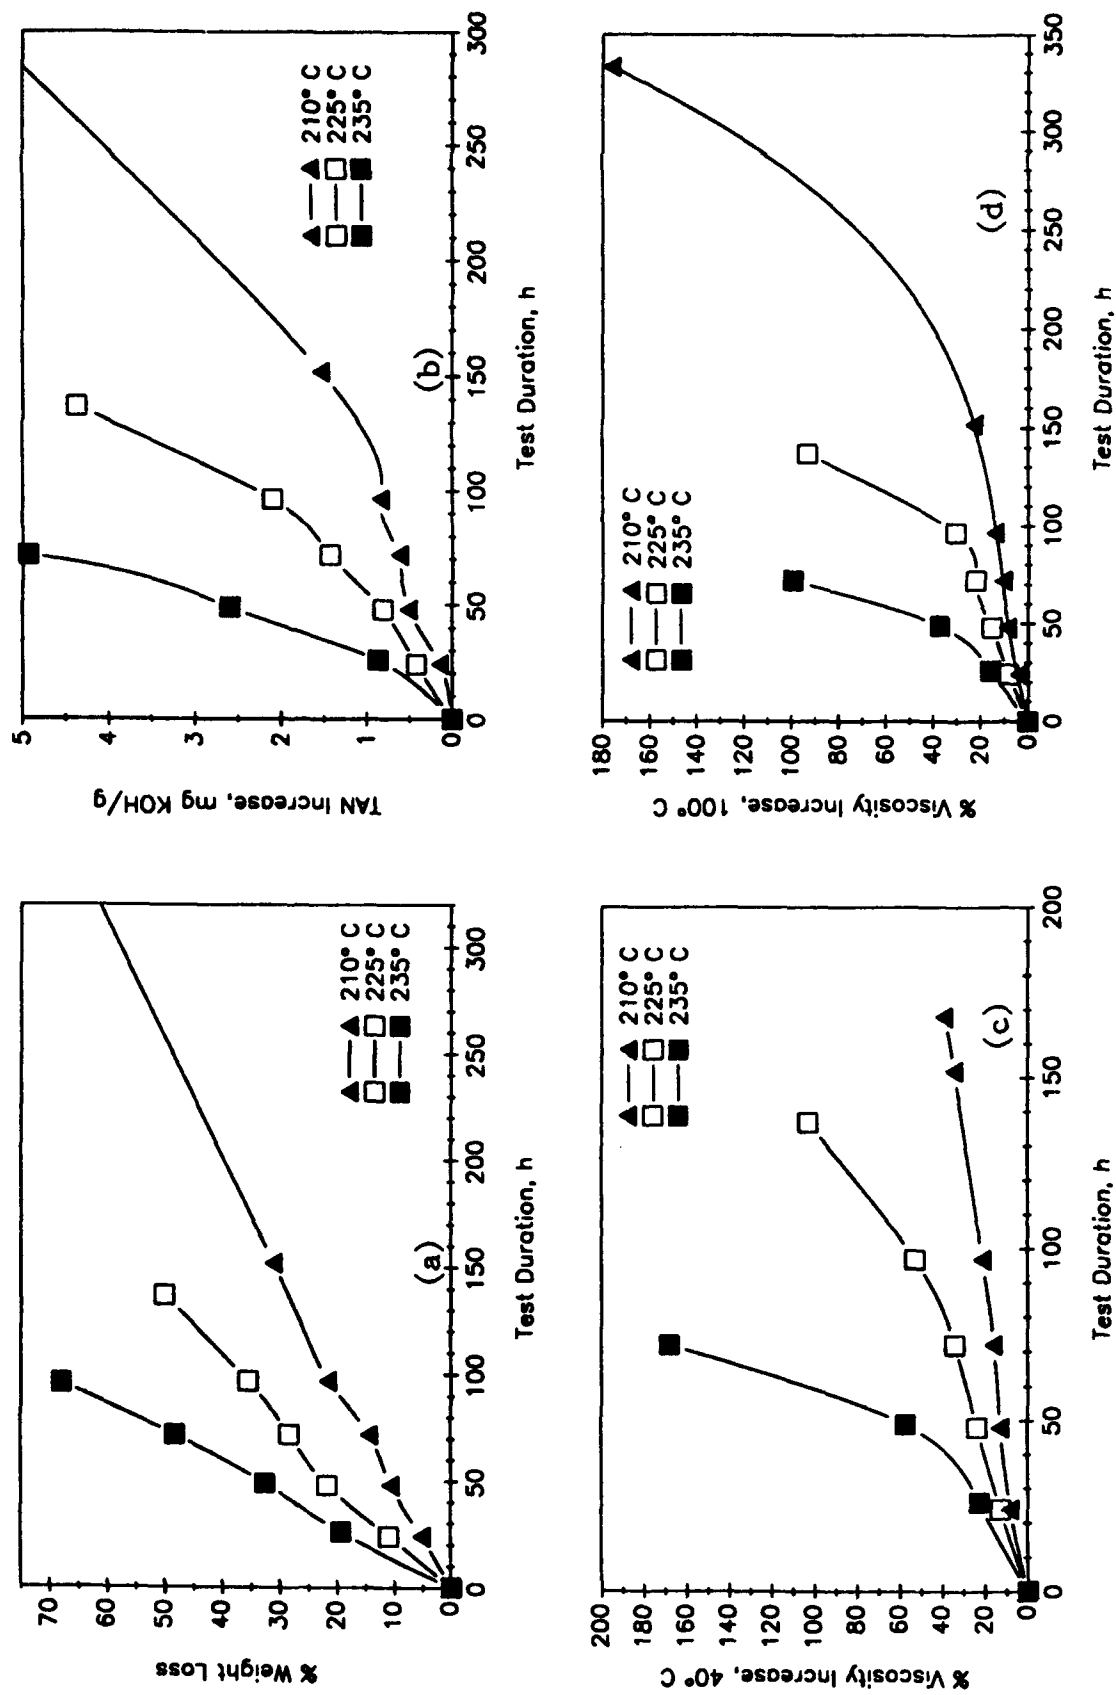 % Weight Loss
70
60
50
40
30
20
10
0
0
50
100
150
200
250
300
Test Duration, h
210° C
225° C
235° C
(a)
TAN Increase, mg KOH/g
5
4
3
2
1
0
0
50
100
150
200
250
300
Test Duration, h
210° C
225° C
235° C
(b)
% Viscosity Increase, 40° C
200
180
160
140
120
100
80
60
40
20
0
0
50
100
150
200
Test Duration, h
210° C
225° C
235° C
(c)
% Viscosity Increase, 100° C
180
160
140
120
100
80
60
40
20
0
0
50
100
150
200
250
300
350
Test Duration, h
210° C
225° C
235° C
(d)